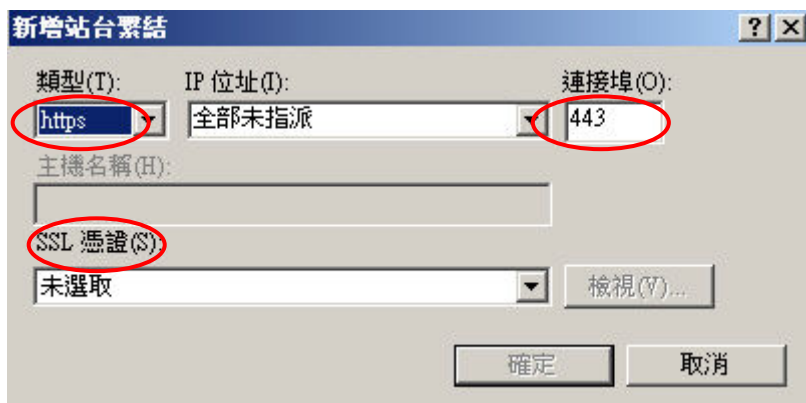 新增站台繫結
類型(T): IP 位址(I): 連接埠(O):
https 全部未指派 443
主機名稱(H):
SSL 憑證(S):
未選取 檢視(V)...
確定 取消